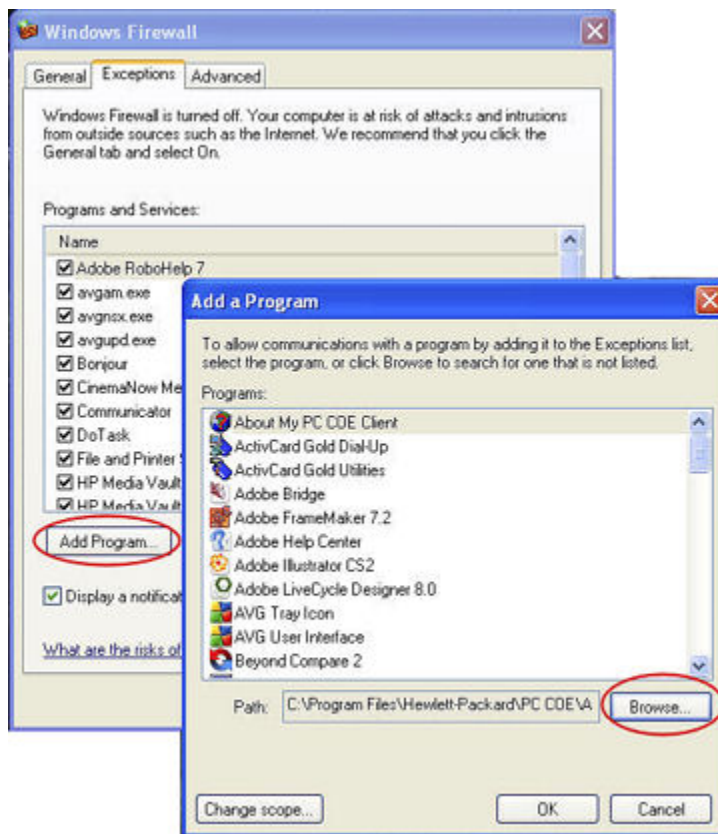 Windows Firewall
General
Exceptions
Advanced
Windows Firewall is turned off. Your computer is at risk of attacks and intrusions
from outside sources such as the Internet. We recommend that you click the
General tab and select On.
Programs and Services:
Name
Adobe RoboHelp 7
avgam.exe
avgnsx.exe
avgupd.exe
Bonjour
CinemaNow Me
Communicator
DoTask
File and Printer
HP Media Vault
HP Media Vault
Add Program...
Display a notificat
What are the risks of
Add a Program
To allow communications with a program by adding it to the Exceptions list,
select the program, or click Browse to search for one that is not listed.
Programs:
About My PC COE Client
ActivCard Gold Dial-Up
ActivCard Gold Utilities
Adobe Bridge
Adobe FrameMaker 7.2
Adobe Help Center
Adobe Illustrator CS2
Adobe LiveCycle Designer 8.0
AVG Tray Icon
AVG User Interface
Beyond Compare 2
Path: C:\Program Files\Hewlett-Packard\PC COE\A
Browse...
Change scope...
OK
Cancel